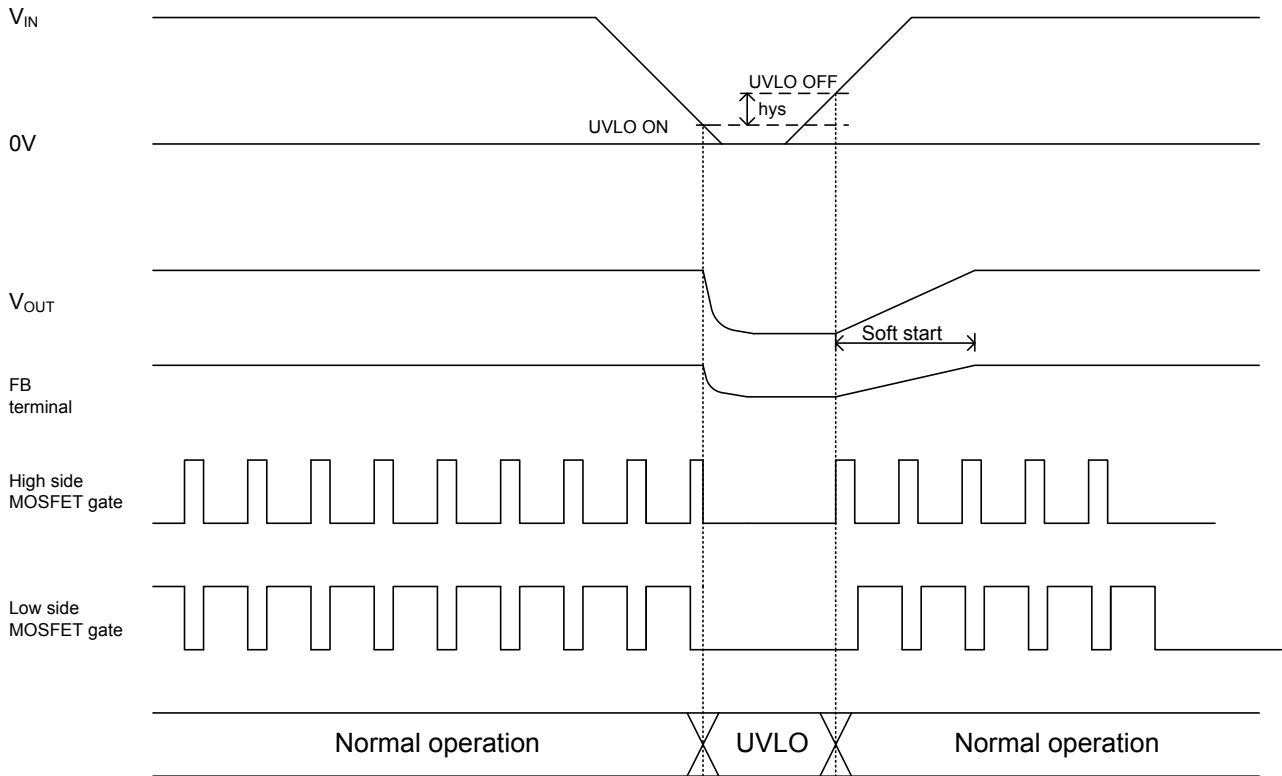 VIN
UVLO OFF
hys
UVLO ON
0V
VOUT
Soft start
FB
terminal
High side
MOSFET gate
Low side
MOSFET gate
Normal operation
UVLO
Normal operation